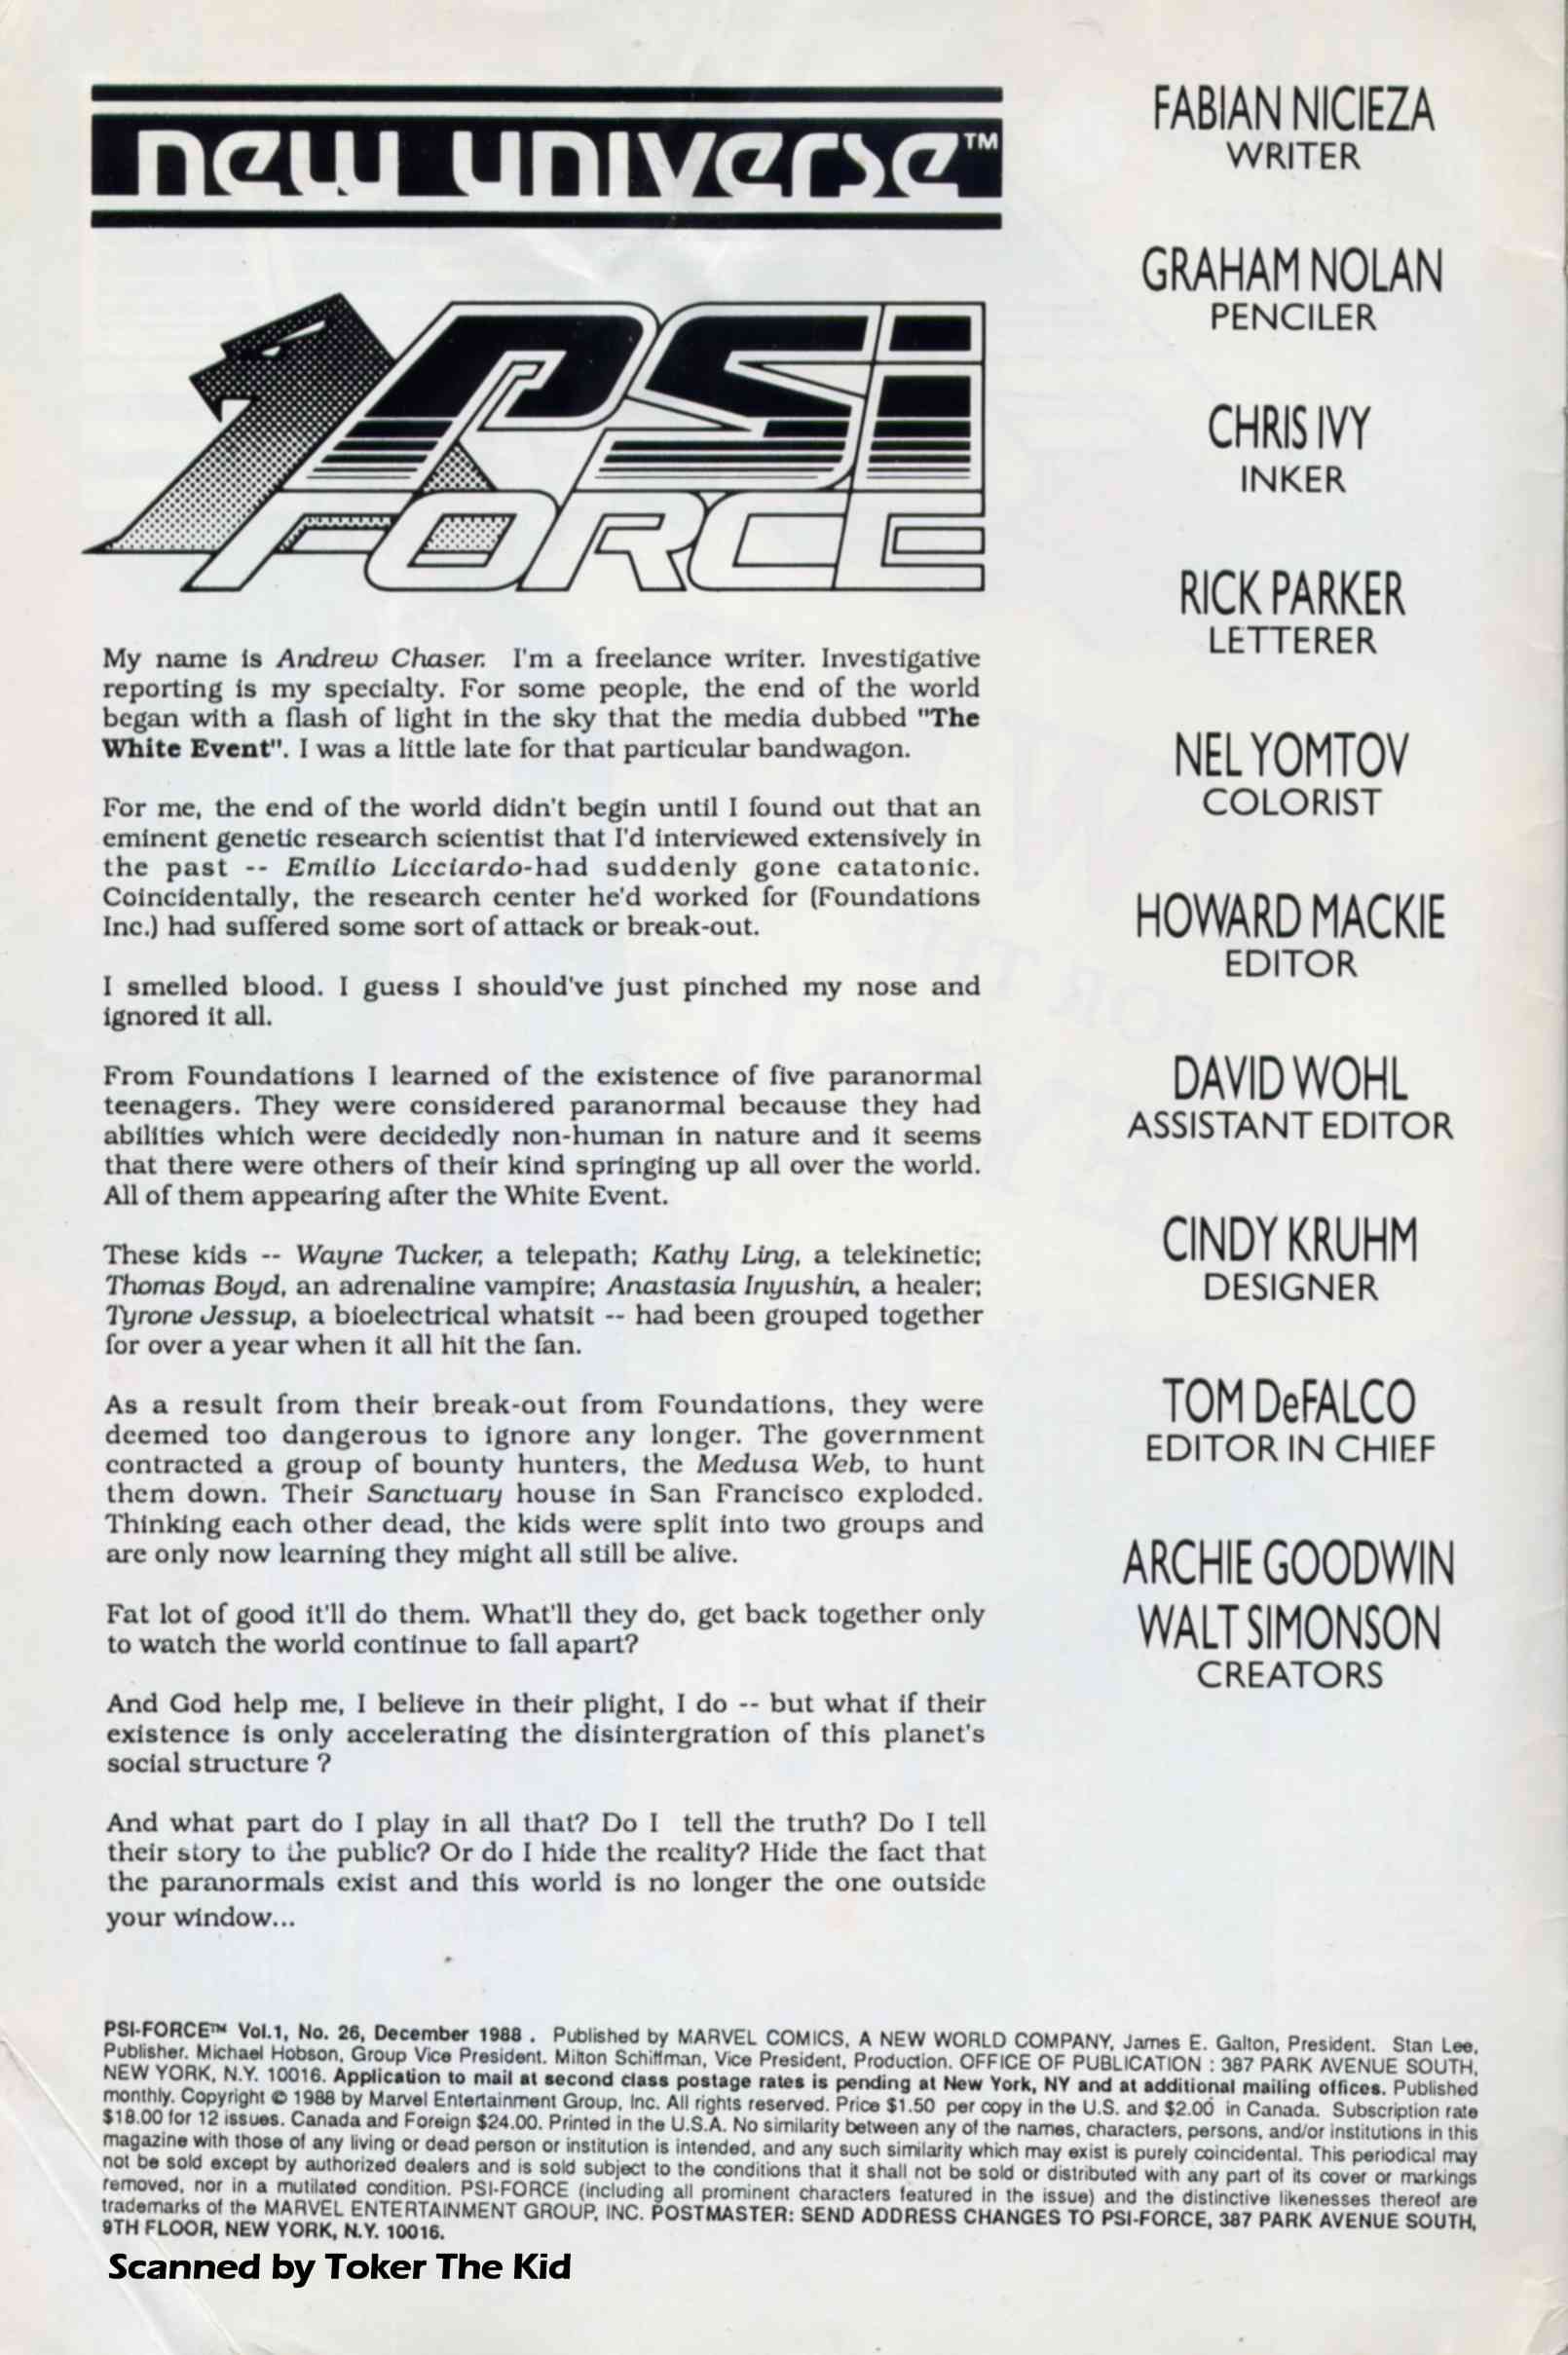 new universe™
PSI
FORCE
My name is Andrew Chaser. I'm a freelance writer. Investigative
reporting is my specialty. For some people, the end of the world
began with a flash of light in the sky that the media dubbed "The
White Event". I was a little late for that particular bandwagon.
For me, the end of the world didn't begin until I found out that an
eminent genetic research scientist that I'd interviewed extensively in
the past -- Emilio Licciardo-had suddenly gone catatonic.
Coincidentally, the research center he'd worked for (Foundations
Inc.) had suffered some sort of attack or break-out.
I smelled blood. I guess I should've just pinched my nose and
ignored it all.
From Foundations I learned of the existence of five paranormal
teenagers. They were considered paranormal because they had
abilities which were decidedly non-human in nature and it seems
that there were others of their kind springing up all over the world.
All of them appearing after the White Event.
These kids -- Wayne Tucker, a telepath; Kathy Ling, a telekinetic;
Thomas Boyd, an adrenaline vampire; Anastasia Inyushin, a healer;
Tyrone Jessup, a bioelectrical whatsit -- had been grouped together
for over a year when it all hit the fan.
As a result from their break-out from Foundations, they were
deemed too dangerous to ignore any longer. The government
contracted a group of bounty hunters, the Medusa Web, to hunt
them down. Their Sanctuary house in San Francisco exploded.
Thinking each other dead, the kids were split into two groups and
are only now learning they might all still be alive.
Fat lot of good it'll do them. What'll they do, get back together only
to watch the world continue to fall apart?
And God help me, I believe in their plight, I do -- but what if their
existence is only accelerating the disintergration of this planet's
social structure ?
And what part do I play in all that? Do I tell the truth? Do I tell
their story to the public? Or do I hide the reality? Hide the fact that
the paranormals exist and this world is no longer the one outside
your window...
FABIAN NICIEZA
WRITER
GRAHAM NOLAN
PENCILER
CHRIS IVY
INKER
RICK PARKER
LETTERER
NEL YOMTOV
COLORIST
HOWARD MACKIE
EDITOR
DAVID WOHL
ASSISTANT EDITOR
CINDY KRUHM
DESIGNER
TOM DeFALCO
EDITOR IN CHIEF
ARCHIE GOODWIN
WALT SIMONSON
CREATORS
PSI-FORCE™ Vol.1, No. 26, December 1988 . Published by MARVEL COMICS, A NEW WORLD COMPANY, James E. Galton, President. Stan Lee,
Publisher. Michael Hobson, Group Vice President. Milton Schiffman, Vice President, Production. OFFICE OF PUBLICATION : 387 PARK AVENUE SOUTH,
NEW YORK, N.Y. 10016. Application to mail at second class postage rates is pending at New York, NY and at additional mailing offices. Published
monthly. Copyright © 1988 by Marvel Entertainment Group, Inc. All rights reserved. Price $1.50 per copy in the U.S. and $2.00 in Canada. Subscription rate
$18.00 for 12 issues. Canada and Foreign $24.00. Printed in the U.S.A. No similarity between any of the names, characters, persons, and/or institutions in this
magazine with those of any living or dead person or institution is intended, and any such similarity which may exist is purely coincidental. This periodical may
not be sold except by authorized dealers and is sold subject to the conditions that it shall not be sold or distributed with any part of its cover or markings
removed, nor in a mutilated condition. PSI-FORCE (including all prominent characters featured in the issue) and the distinctive likenesses thereof are
trademarks of the MARVEL ENTERTAINMENT GROUP, INC. POSTMASTER: SEND ADDRESS CHANGES TO PSI-FORCE, 387 PARK AVENUE SOUTH,
9TH FLOOR, NEW YORK, N.Y. 10016.
Scanned by Toker The Kid